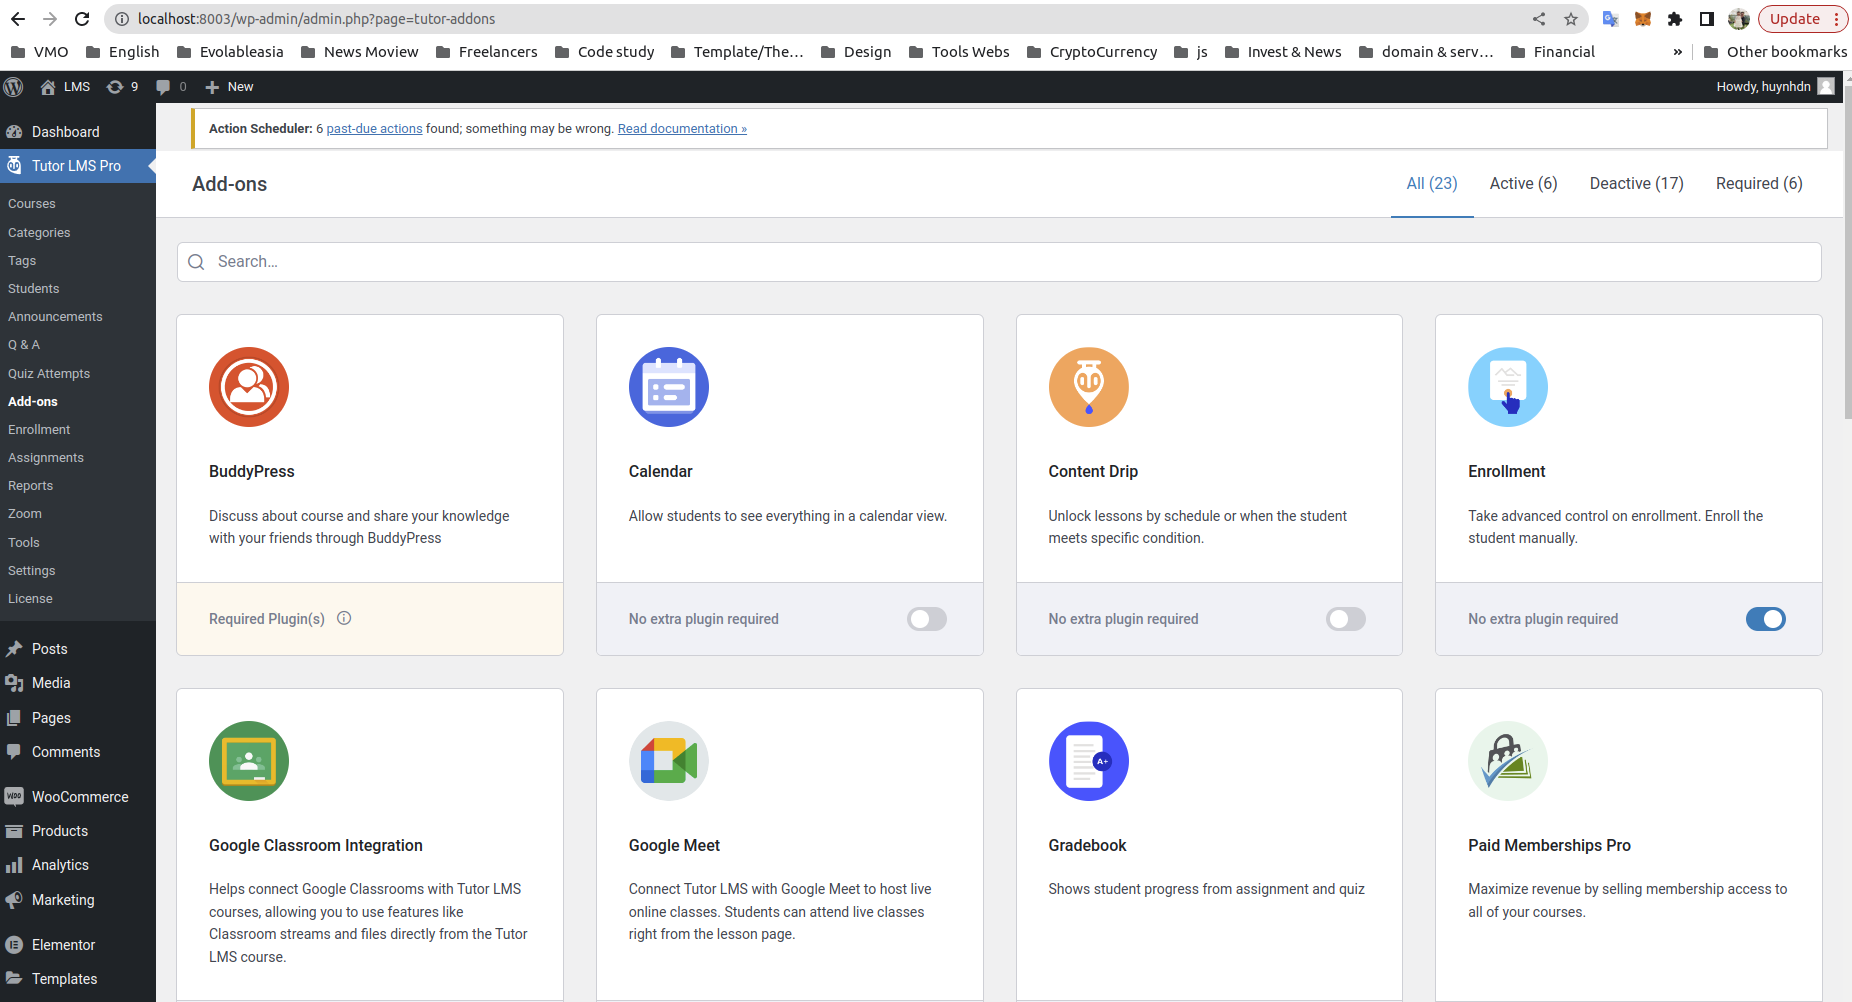 localhost:8003/wp-admin/admin.php?page=tutor-addons
Update
VMO
English
Evolableasia
News Moview
Freelancers
Code study
Template/The...
Design
Tools Webs
CryptoCurrency
js
Invest & News
domain & serv...
Financial
»
Other bookmarks
LMS
9
0
New
Howdy, huynhdn
Dashboard
Tutor LMS Pro
Courses
Categories
Tags
Students
Announcements
Q & A
Quiz Attempts
Add-ons
Enrollment
Assignments
Reports
Zoom
Tools
Settings
License
Posts
Media
Pages
Comments
WooCommerce
Products
Analytics
Marketing
Elementor
Templates
Action Scheduler: 6 past-due actions found; something may be wrong. Read documentation »
Add-ons
All (23)
Active (6)
Deactive (17)
Required (6)
Search...
BuddyPress
Discuss about course and share your knowledge
with your friends through BuddyPress
Required Plugin(s)
Calendar
Allow students to see everything in a calendar view.
No extra plugin required
Content Drip
Unlock lessons by schedule or when the student
meets specific condition.
No extra plugin required
Enrollment
Take advanced control on enrollment. Enroll the
student manually.
No extra plugin required
Google Classroom Integration
Helps connect Google Classrooms with Tutor LMS
courses, allowing you to use features like
Classroom streams and files directly from the Tutor
LMS course.
Google Meet
Connect Tutor LMS with Google Meet to host live
online classes. Students can attend live classes
right from the lesson page.
A+
Gradebook
Shows student progress from assignment and quiz
Paid Memberships Pro
Maximize revenue by selling membership access to
all of your courses.